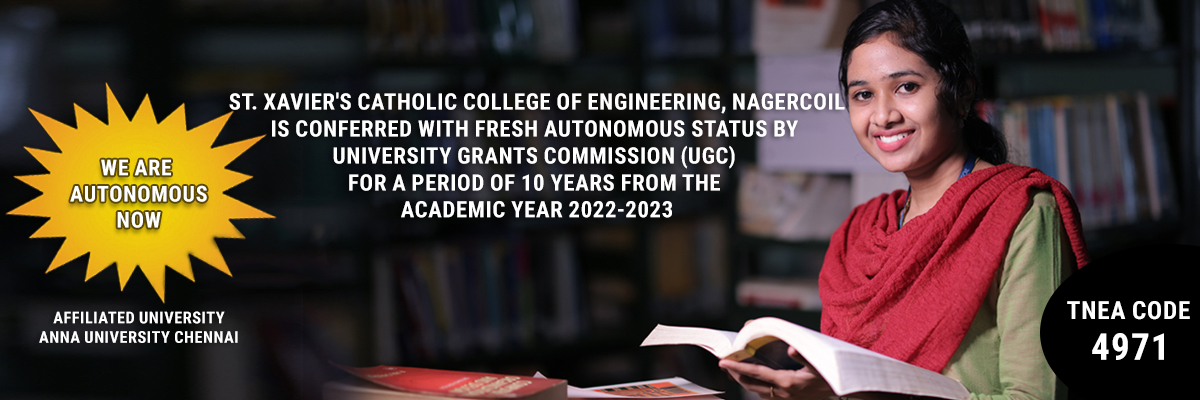 WE ARE
AUTONOMOUS
NOW
AFFILIATED UNIVERSITY
ANNA UNIVERSITY CHENNAI
ST. XAVIER'S CATHOLIC COLLEGE OF ENGINEERING, NAGERCOIL
IS CONFERRED WITH FRESH AUTONOMOUS STATUS BY
UNIVERSITY GRANTS COMMISSION (UGC)
FOR A PERIOD OF 10 YEARS FROM THE
ACADEMIC YEAR 2022-2023
TNEA CODE
4971